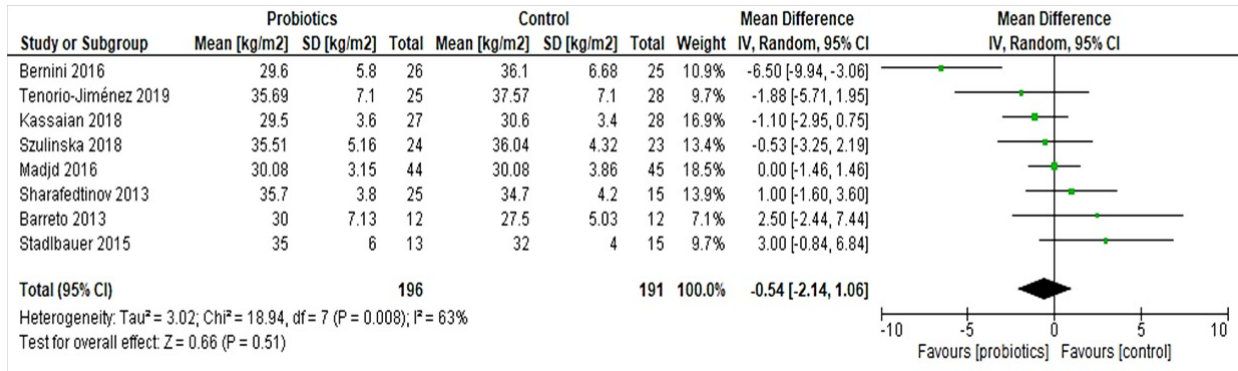 Probiotics Control Mean Difference Mean Difference
Study or Subgroup Mean [kg/m2] SD [kg/m2] Total Mean [kg/m2] SD [kg/m2] Total Weight IV, Random, 95% CI IV, Random, 95% CI
Bernini 2016 29.6 5.8 26 36.1 6.68 25 10.9% -6.50 [-9.94, -3.06]
Tenorio-Jiménez 2019 35.69 7.1 25 37.57 7.1 28 9.7% -1.88 [-5.71, 1.95]
Kassaian 2018 29.5 3.6 27 30.6 3.4 28 16.9% -1.10 [-2.95, 0.75]
Szulinska 2018 35.51 5.16 24 36.04 4.32 23 13.4% -0.53 [-3.25, 2.19]
Madjd 2016 30.08 3.15 44 30.08 3.86 45 18.5% 0.00 [-1.46, 1.46]
Sharafedtinov 2013 35.7 3.8 25 34.7 4.2 15 13.9% 1.00 [-1.60, 3.60]
Barreto 2013 30 7.13 12 27.5 5.03 12 7.1% 2.50 [-2.44, 7.44]
Stadlbauer 2015 35 6 13 32 4 15 9.7% 3.00 [-0.84, 6.84]
Total (95% CI) 196 191 100.0% -0.54 [-2.14, 1.06]
Heterogeneity: Tau² = 3.02; Chi² = 18.94, df = 7 (P = 0.008); I² = 63%
Test for overall effect: Z = 0.66 (P = 0.51)
-10 -5 0 5 10
Favours [probiotics] Favours [control]